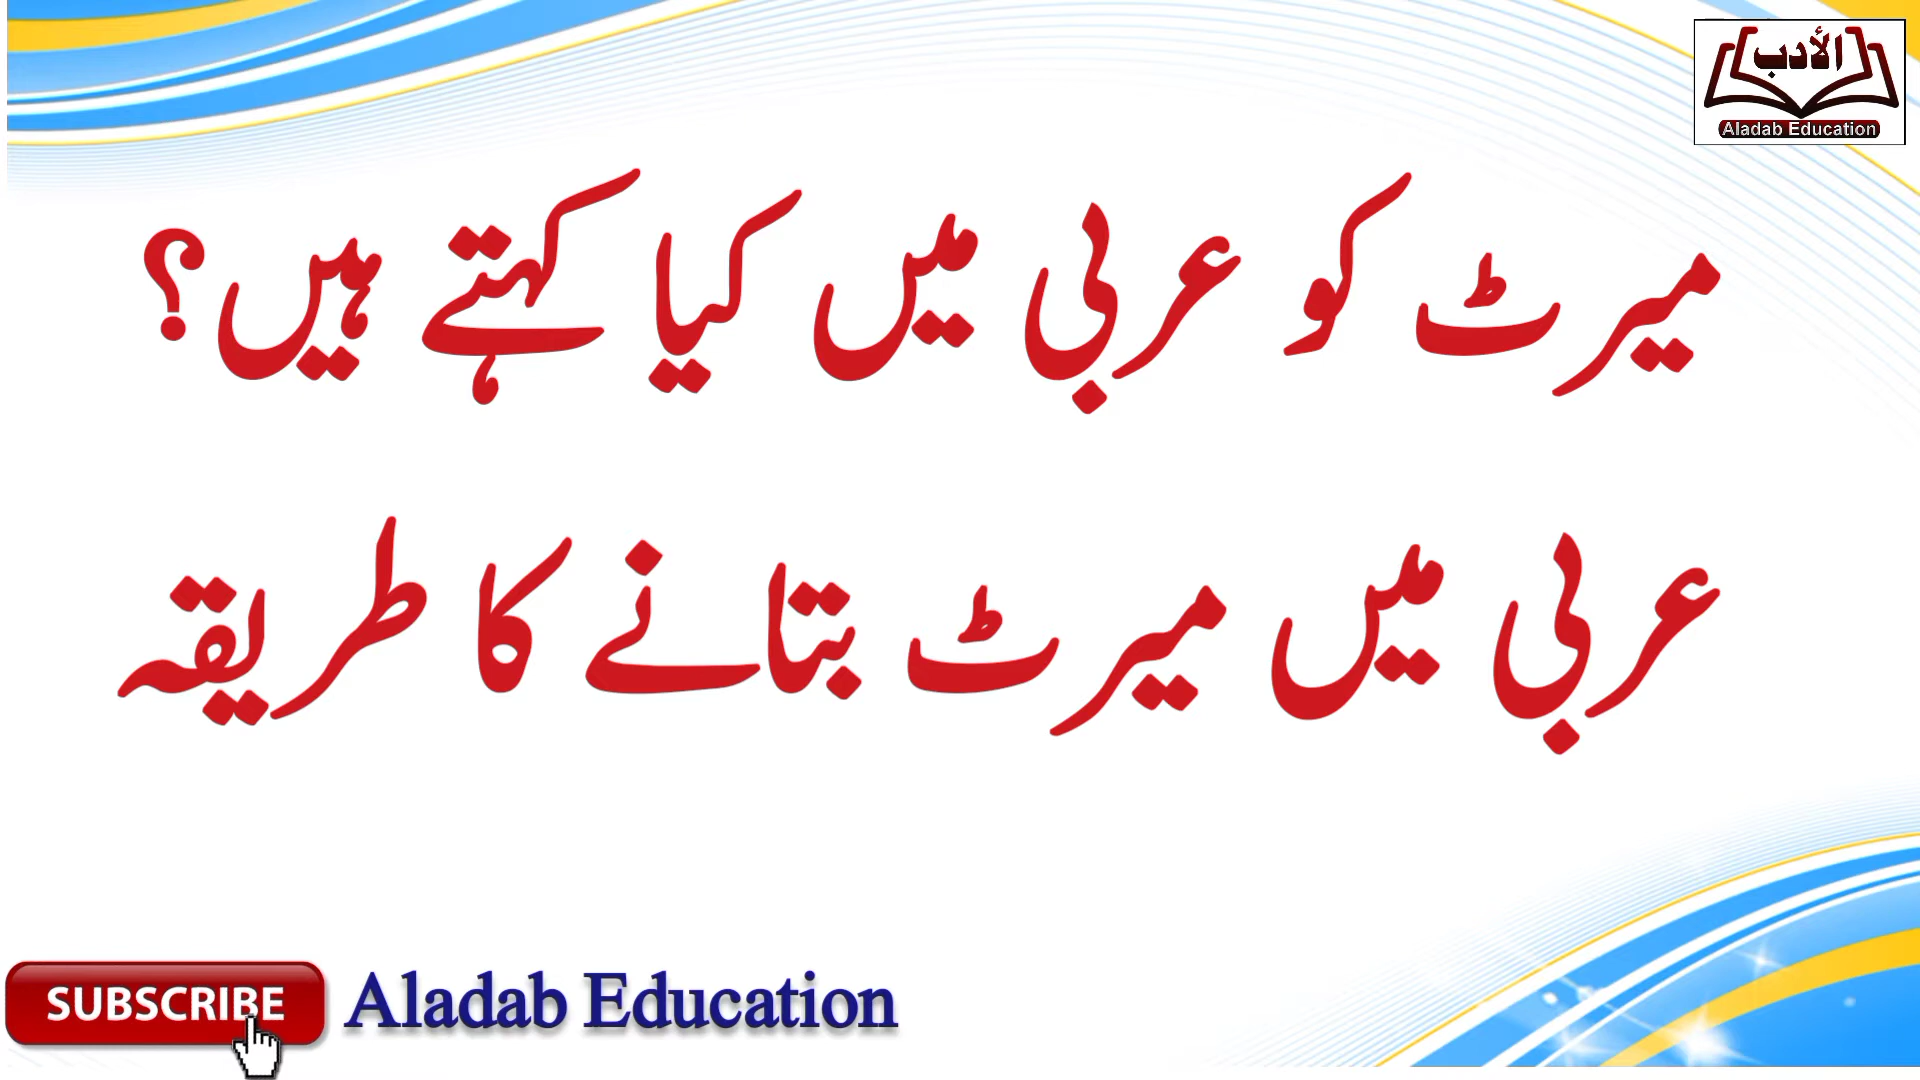 الأدب
Aladab Education
میرٹ کو عربی میں کیا کہتے ہیں؟
عربی میں میرٹ بتانے کا طریقہ
SUBSCRIBE
Aladab Education